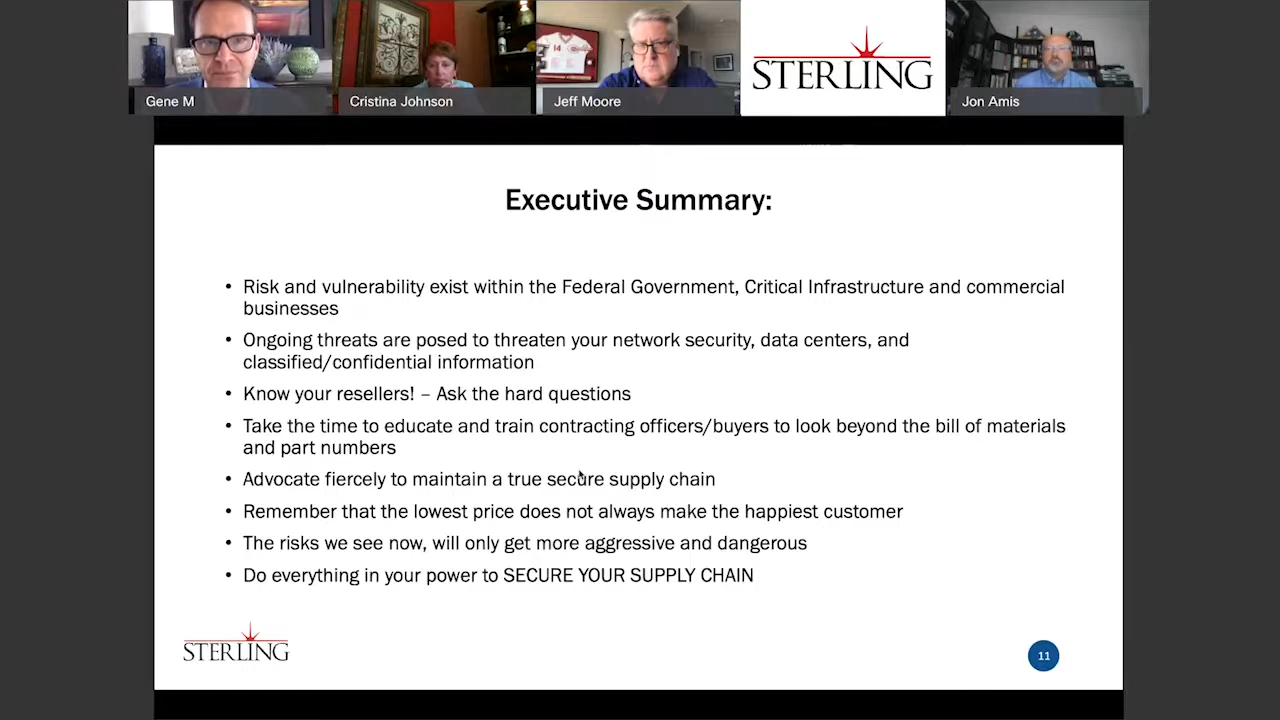 Gene M
Cristina Johnson
Jeff Moore
STERLING
Jon Amis
Executive Summary:
• Risk and vulnerability exist within the Federal Government, Critical Infrastructure and commercial
businesses
• Ongoing threats are posed to threaten your network security, data centers, and
classified/confidential information
• Know your resellers! – Ask the hard questions
• Take the time to educate and train contracting officers/buyers to look beyond the bill of materials
and part numbers
• Advocate fiercely to maintain a true secure supply chain
• Remember that the lowest price does not always make the happiest customer
• The risks we see now, will only get more aggressive and dangerous
• Do everything in your power to SECURE YOUR SUPPLY CHAIN
STERLING
11